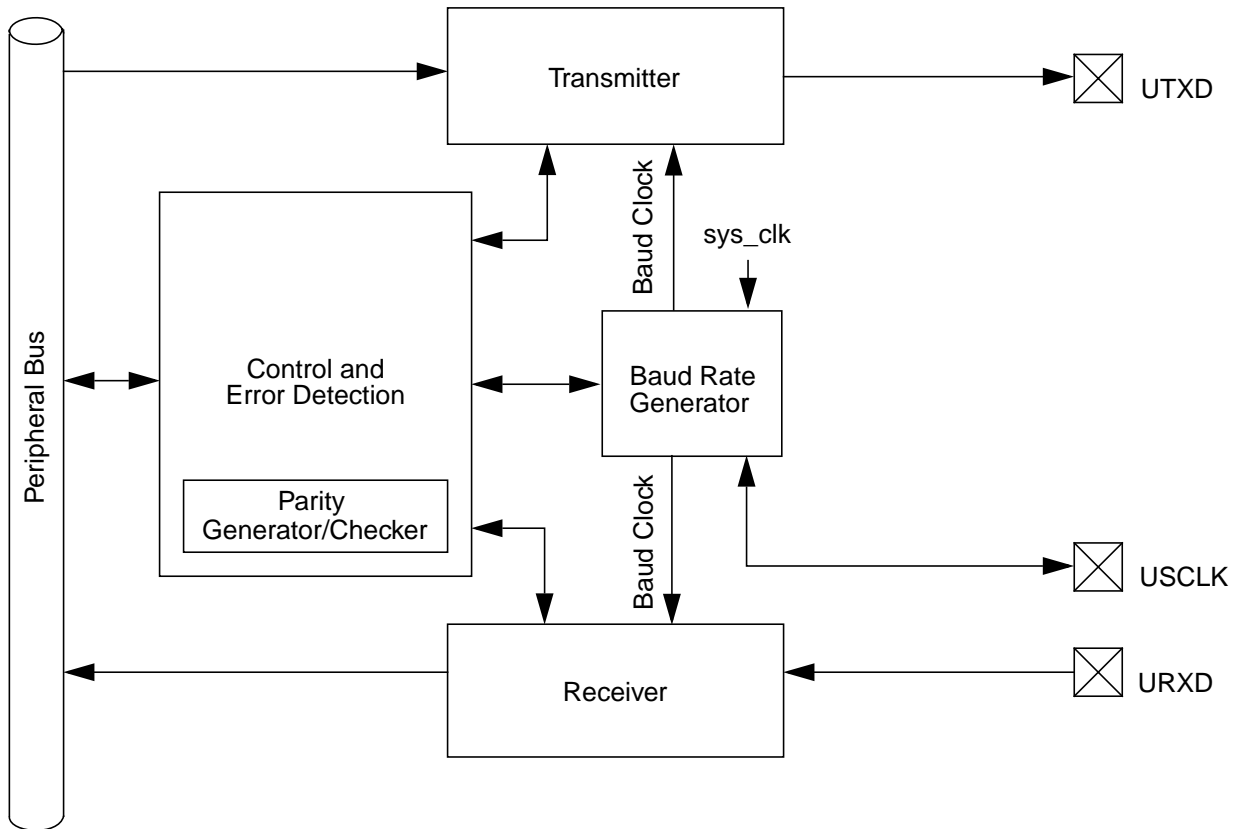 Transmitter
UTXD
Baud Clock
sys_clk
Peripheral Bus
Control and
Error Detection
Baud Rate
Generator
Parity
Generator/Checker
Baud Clock
USCLK
Receiver
URXD